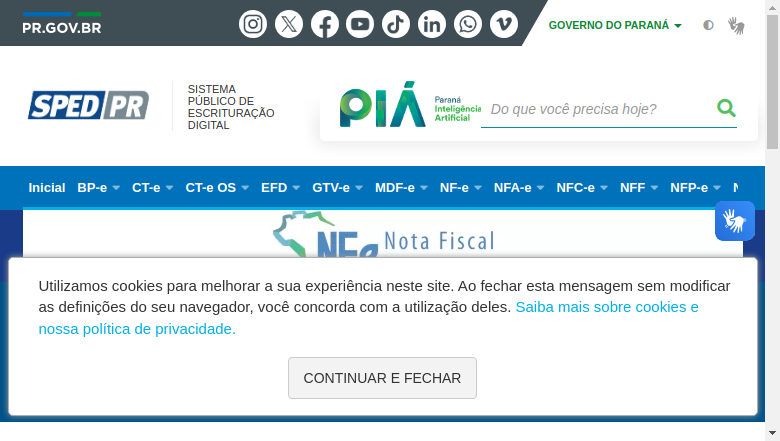 PR.GOV.BR
GOVERNO DO PARANÁ
SPED PR
SISTEMA
PÚBLICO DE
ESCRITURAÇÃO
DIGITAL
PIÁ
Paraná
Inteligência
Artificial
Do que você precisa hoje?
Inicial BP-e CT-e CT-e OS EFD GTV-e MDF-e NF-e NFA-e NFC-e NFF NFP-e
NFe Nota Fiscal
Utilizamos cookies para melhorar a sua experiência neste site. Ao fechar esta mensagem sem modificar
as definições do seu navegador, você concorda com a utilização deles. Saiba mais sobre cookies e
nossa política de privacidade.
CONTINUAR E FECHAR